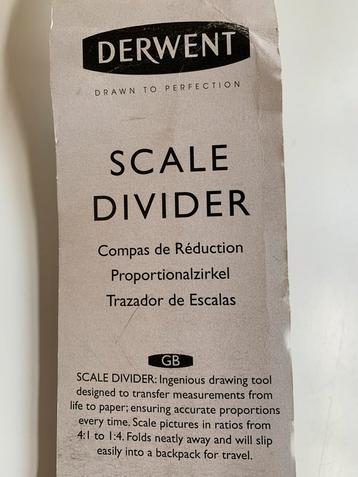 DERWENT
DRAWN TO PERFECTION
SCALE
DIVIDER
Compas de Réduction
Proportionalzirkel
Trazador de Escalas
GB
SCALE DIVIDER: Ingenious drawing tool
designed to transfer measurements from
life to paper; ensuring accurate proportions
every time. Scale pictures in ratios from
4:1 to 1:4. Folds neatly away and will slip
easily into a backpack for travel.